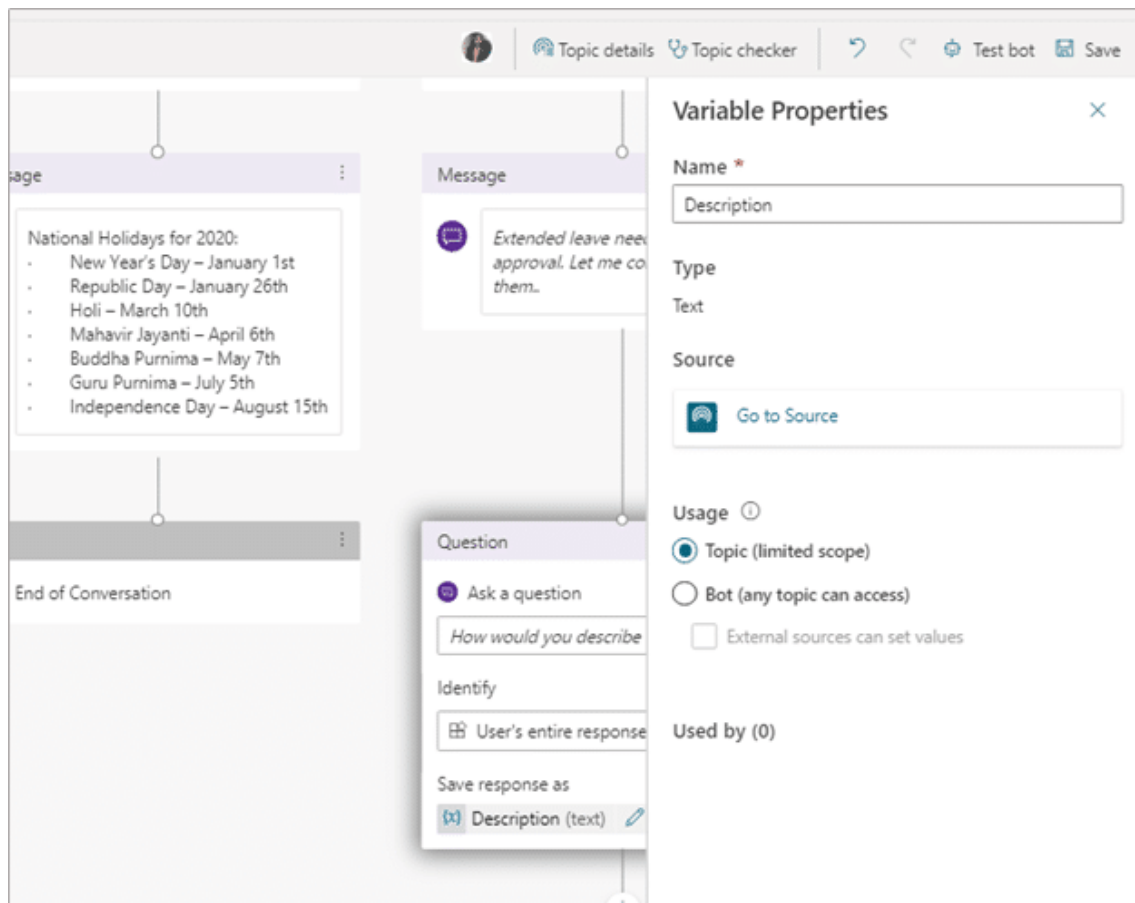 Topic details Topic checker Test bot Save
sage
National Holidays for 2020:
· New Year's Day – January 1st
· Republic Day – January 26th
· Holi – March 10th
· Mahavir Jayanti – April 6th
· Buddha Purnima – May 7th
· Guru Purnima – July 5th
· Independence Day – August 15th
End of Conversation
Message
Extended leave nee
approval. Let me co
them..
Question
Ask a question
How would you describe
Identify
User's entire response
Save response as
{x} Description (text)
Variable Properties
Name *
Description
Type
Text
Source
Go to Source
Usage
Topic (limited scope)
Bot (any topic can access)
External sources can set values
Used by (0)